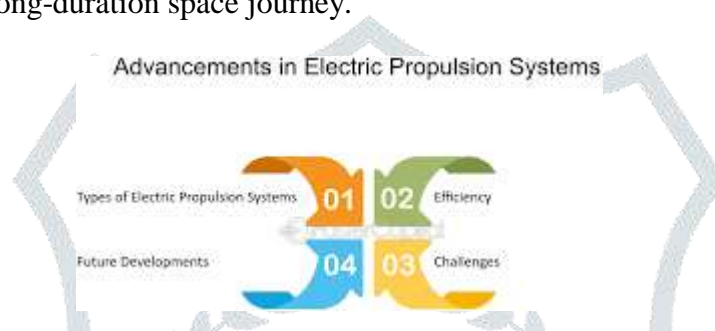 ong-duration space journey.
Advancements in Electric Propulsion Systems
Types of Electric Propulsion Systems 01 02 Efficiency
Future Developments 04 03 Challenges